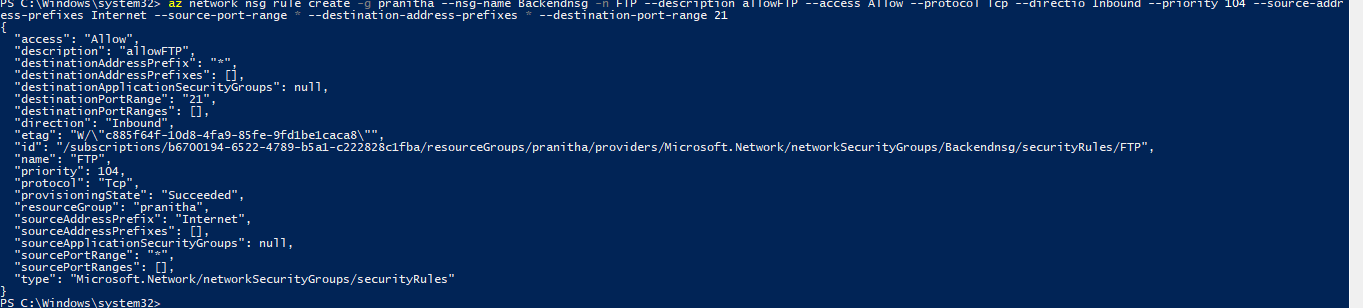 PS C:\Windows\system32> az network nsg rule create -g pranitha --nsg-name Backendnsg -n FTP --description allowFTP --access Allow --protocol Tcp --directio Inbound --priority 104 --source-addr
ess-prefixes Internet --source-port-range * --destination-address-prefixes * --destination-port-range 21
{
  "access": "Allow",
  "description": "allowFTP",
  "destinationAddressPrefix": "*",
  "destinationAddressPrefixes": [],
  "destinationApplicationSecurityGroups": null,
  "destinationPortRange": "21",
  "destinationPortRanges": [],
  "direction": "Inbound",
  "etag": "W/\"c885f64f-10d8-4fa9-85fe-9fd1be1caca8\"",
  "id": "/subscriptions/b6700194-6522-4789-b5a1-c222828c1fba/resourceGroups/pranitha/providers/Microsoft.Network/networkSecurityGroups/Backendnsg/securityRules/FTP",
  "name": "FTP",
  "priority": 104,
  "protocol": "Tcp",
  "provisioningState": "Succeeded",
  "resourceGroup": "pranitha",
  "sourceAddressPrefix": "Internet",
  "sourceAddressPrefixes": [],
  "sourceApplicationSecurityGroups": null,
  "sourcePortRange": "*",
  "sourcePortRanges": [],
  "type": "Microsoft.Network/networkSecurityGroups/securityRules"
}
PS C:\Windows\system32>